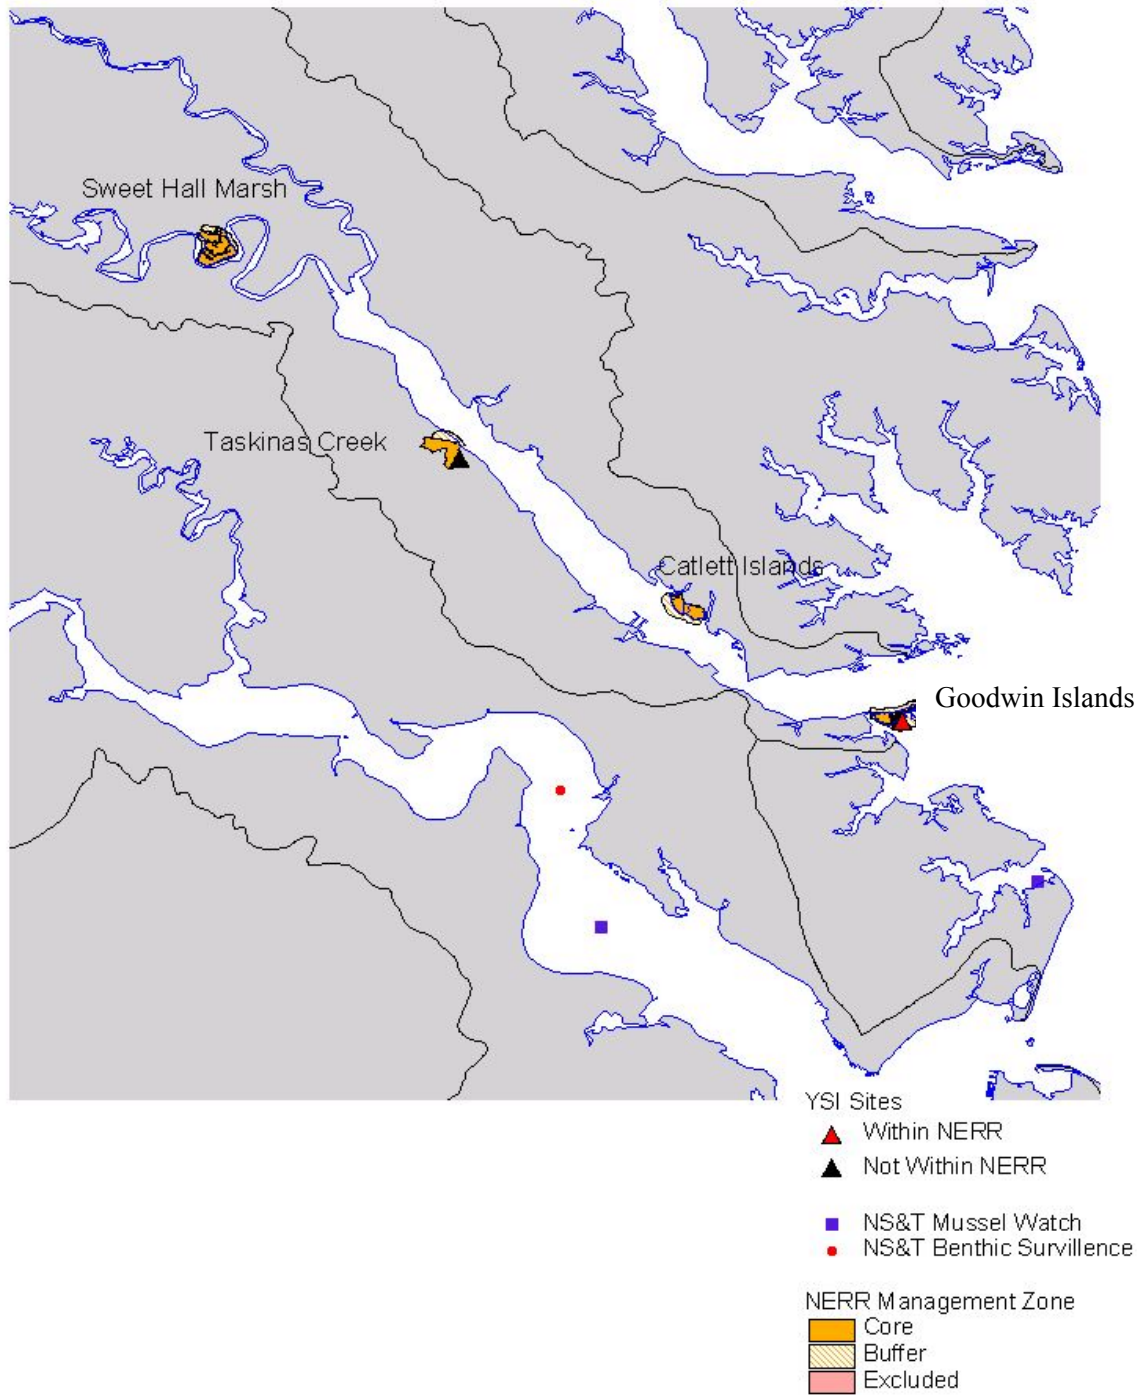 Sweet Hall Marsh
Taskinas Creek
Catlett Islands
Goodwin Islands
YSI Sites
Within NERR
Not Within NERR
NS&T Mussel Watch
NS&T Benthic Survillence
NERR Management Zone
Core
Buffer
Excluded